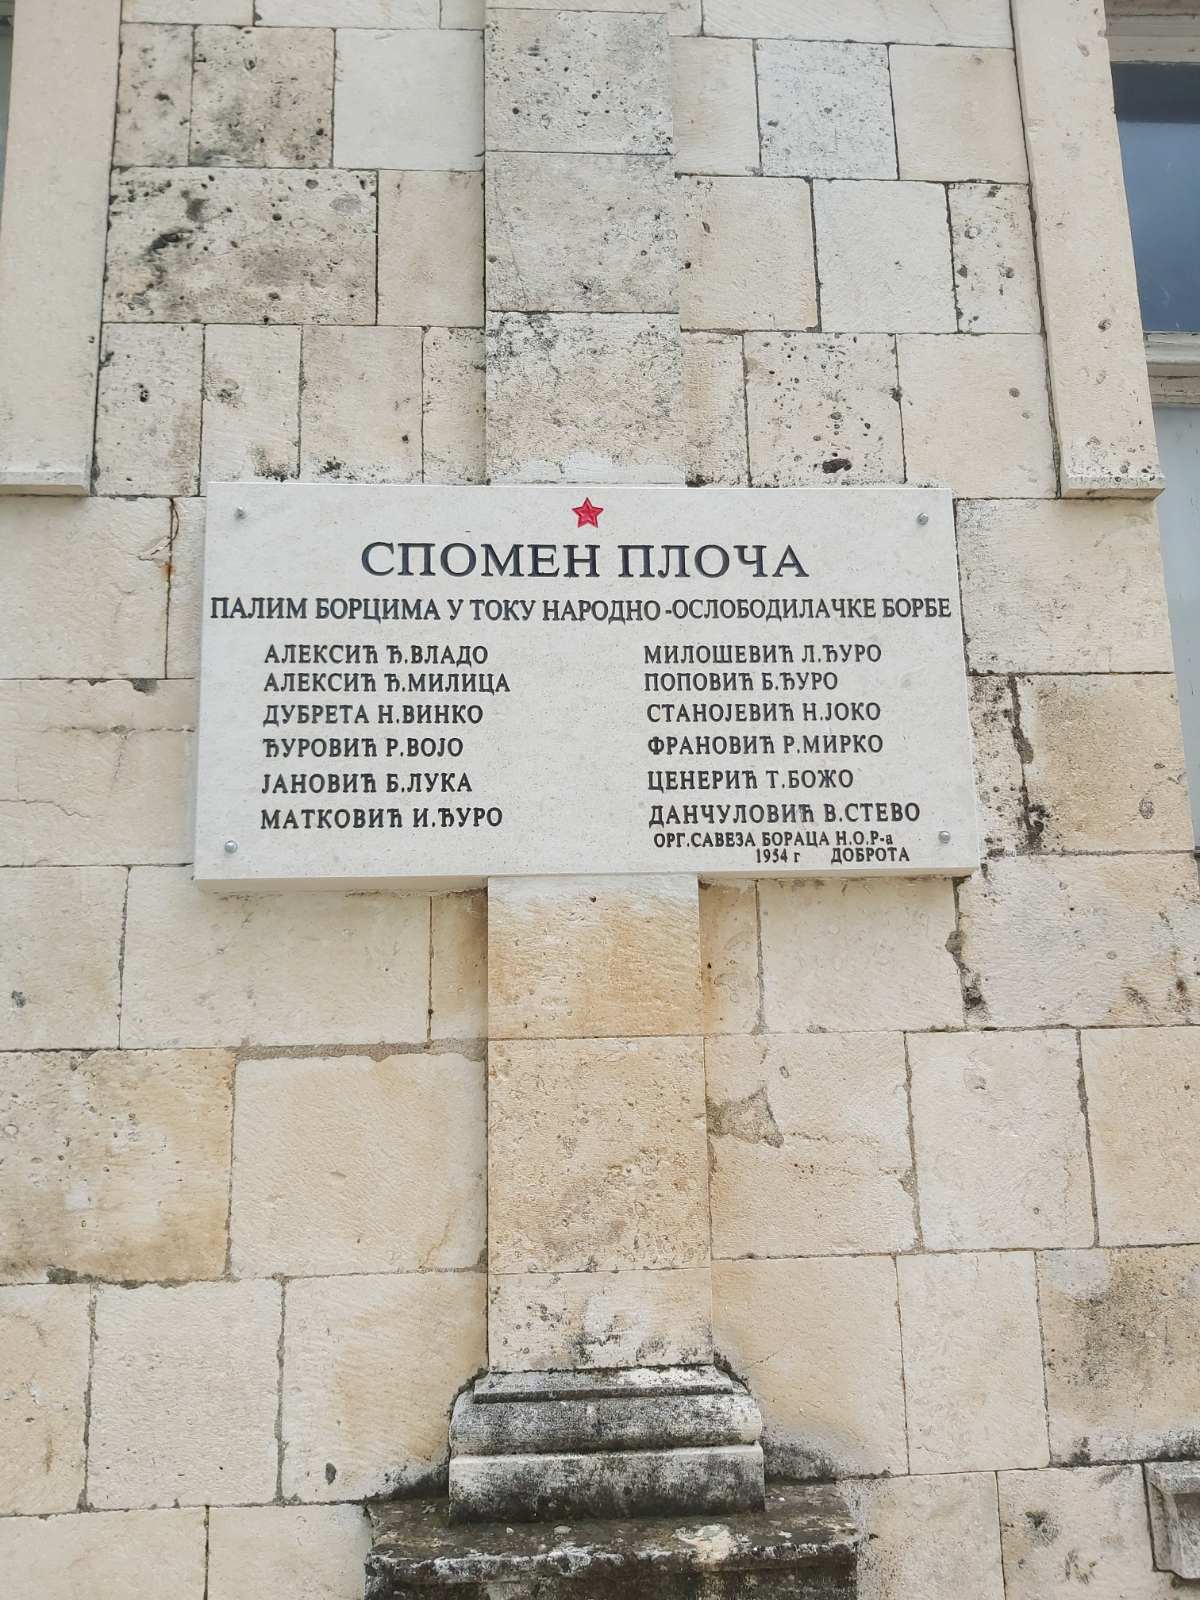 СПОМЕН ПЛОЧА
ПАЛИМ БОРЦИМА У ТОКУ НАРОДНО-ОСЛОБОДИЛАЧКЕ БОРБЕ
АЛЕКСИЋ Ђ.ВЛАДО
АЛЕКСИЋ Ђ.МИЛИЦА
ДУБРЕТА Н.ВИНКО
ЂУРОВИЋ Р.ВОЈО
ЈАНОВИЋ Б.ЛУКА
МАТКОВИЋ И.ЂУРО
МИЛОШЕВИЋ Л.ЂУРО
ПОПОВИЋ Б.ЂУРО
СТАНОЈЕВИЋ Н.ЈОКО
ФРАНОВИЋ Р.МИРКО
ЦЕНЕРИЋ Т.БОЖО
ДАНЧУЛОВИЋ В.СТЕВО
ОРГ.САВЕЗА БОРАЦА Н.О.Р-а
1954 г ДОБРОТА